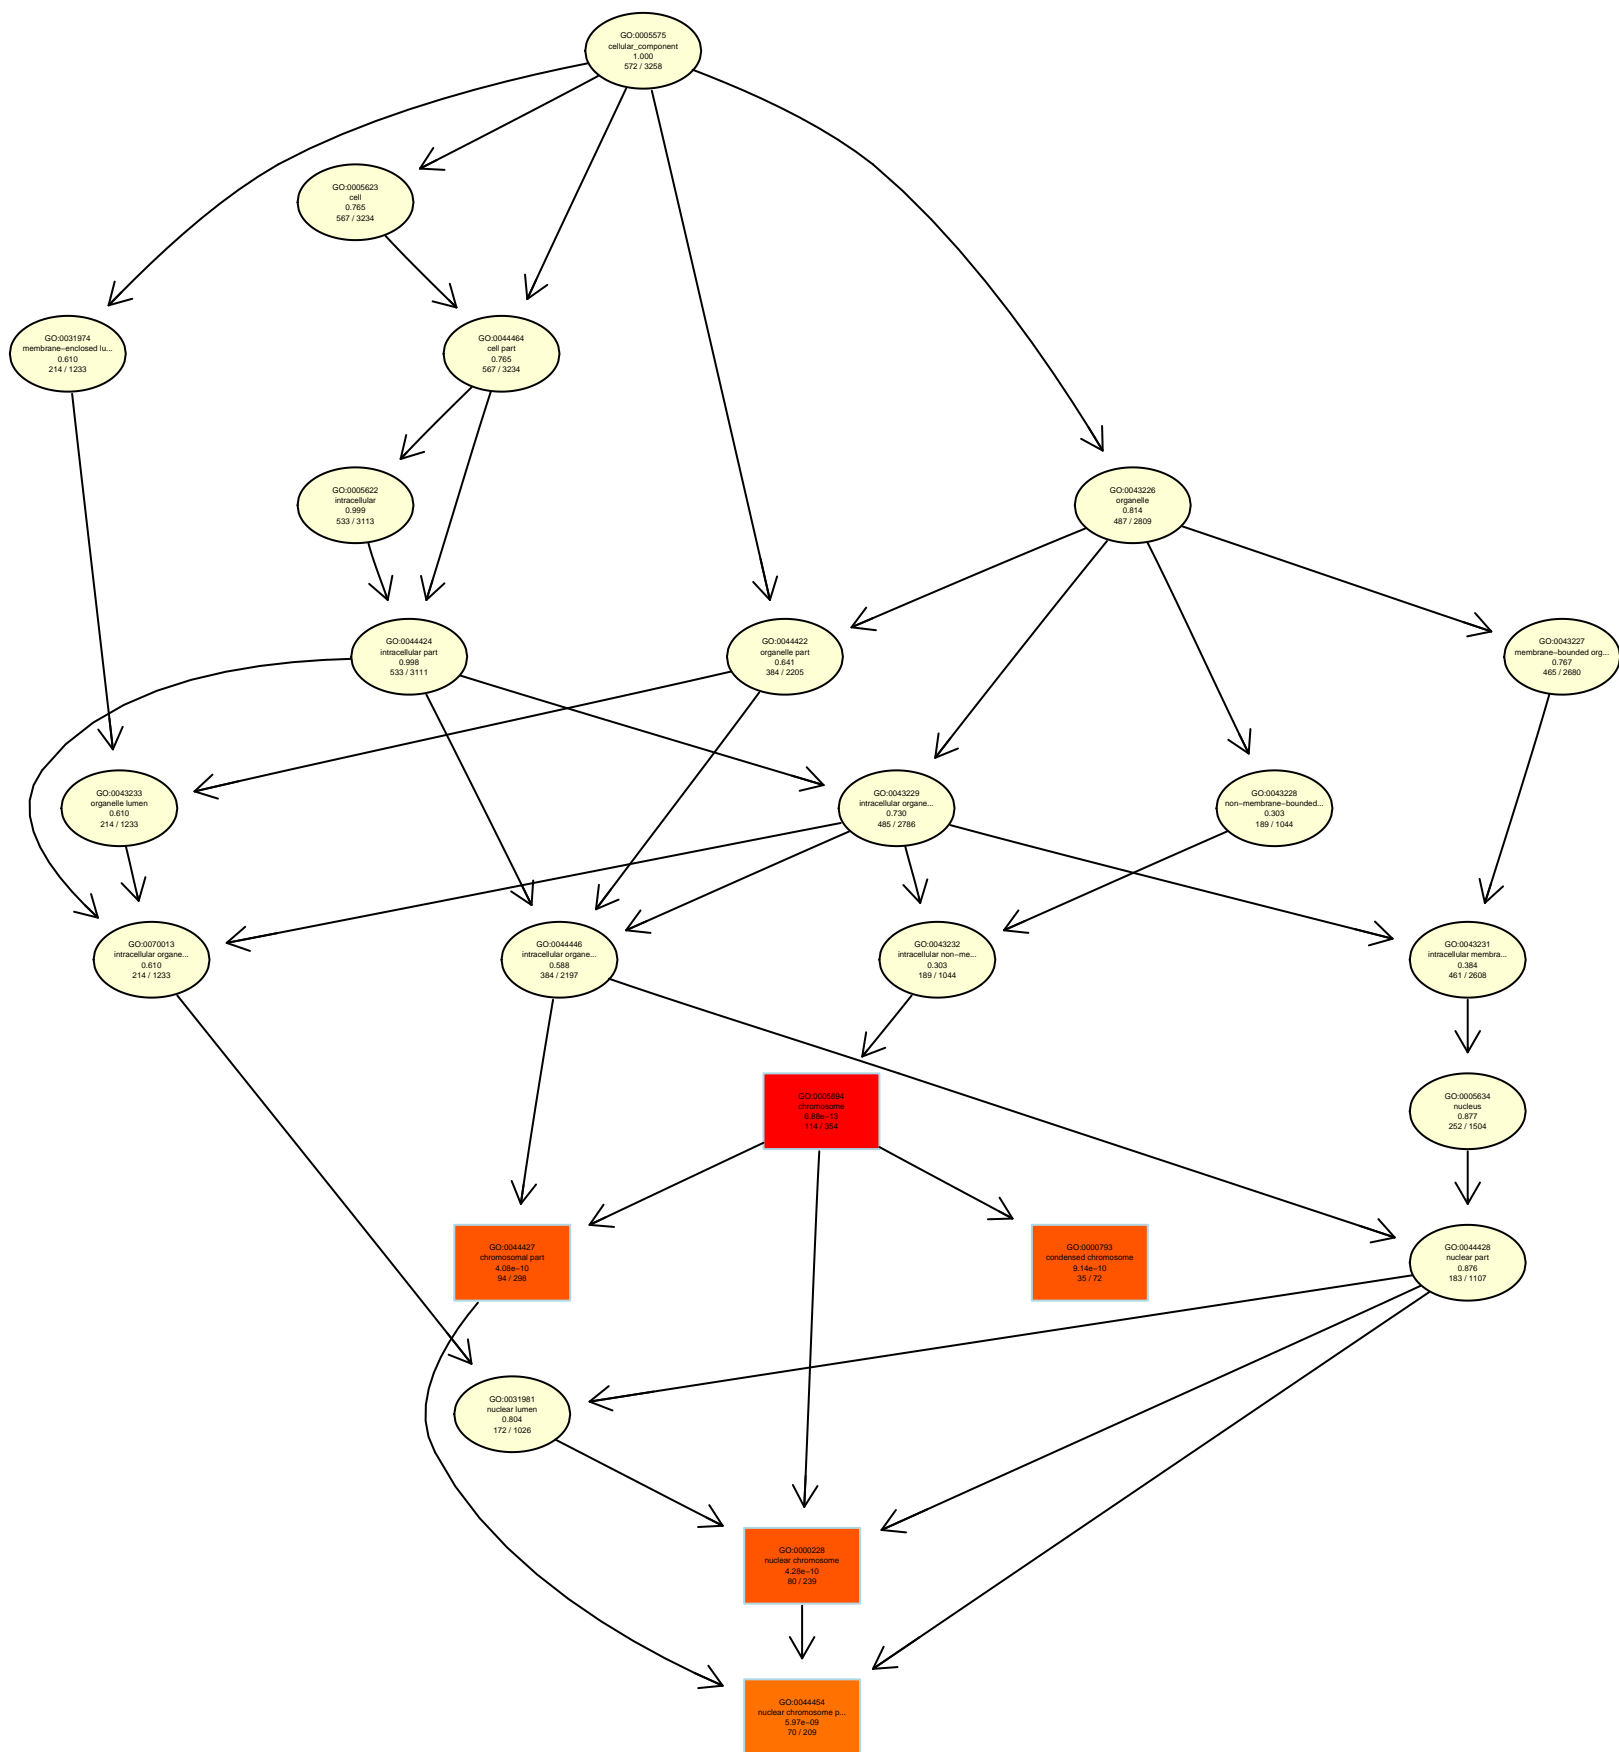 GO:0005575
cellular_component
1.000
572 / 3258
GO:0005623
cell
0.765
567 / 3234
GO:0031974
membrane−enclosed lu...
0.610
214 / 1233
GO:0044464
cell part
0.765
567 / 3234
GO:0005622
intracellular
0.999
533 / 3113
GO:0043226
organelle
0.814
487 / 2809
GO:0044424
intracellular part
0.998
533 / 3111
GO:0044422
organelle part
0.641
384 / 2205
GO:0043227
membrane−bounded org...
0.767
465 / 2680
GO:0043233
organelle lumen
0.610
214 / 1233
GO:0043229
intracellular organe...
0.730
485 / 2786
GO:0043228
non−membrane−bounded...
0.303
189 / 1044
GO:0070013
intracellular organe...
0.610
214 / 1233
GO:0044446
intracellular organe...
0.588
384 / 2197
GO:0043232
intracellular non−me...
0.303
189 / 1044
GO:0043231
intracellular membra...
0.384
461 / 2608
GO:0005694
chromosome
6.88e−13
114 / 354
GO:0005634
nucleus
0.877
252 / 1504
GO:0044427
chromosomal part
4.08e−10
94 / 298
GO:0000793
condensed chromosome
9.14e−10
35 / 72
GO:0044428
nuclear part
0.876
183 / 1107
GO:0031981
nuclear lumen
0.804
172 / 1026
GO:0000228
nuclear chromosome
4.28e−10
80 / 239
GO:0044454
nuclear chromosome p...
5.97e−09
70 / 209